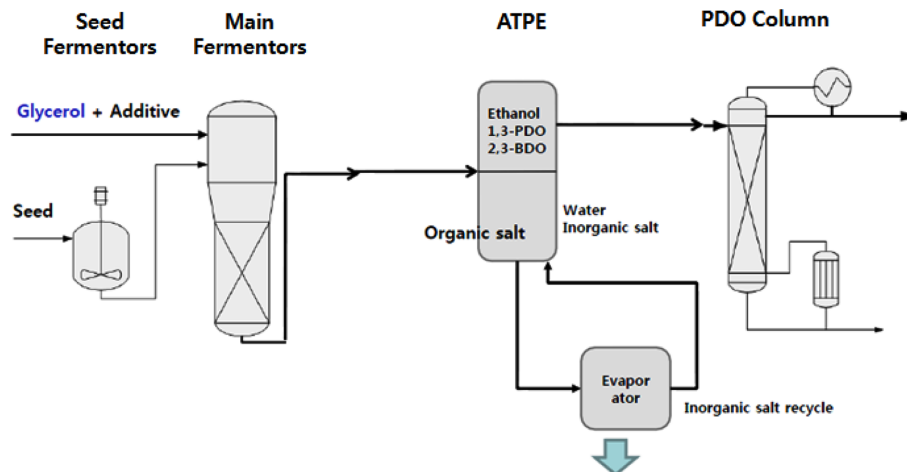 Seed
Fermentors
Main
Fermentors
ATPE
PDO Column
Glycerol + Additive
Seed
Ethanol
1,3-PDO
2,3-BDO
Organic salt
Water
Inorganic salt
Evapor
ator
Inorganic salt recycle